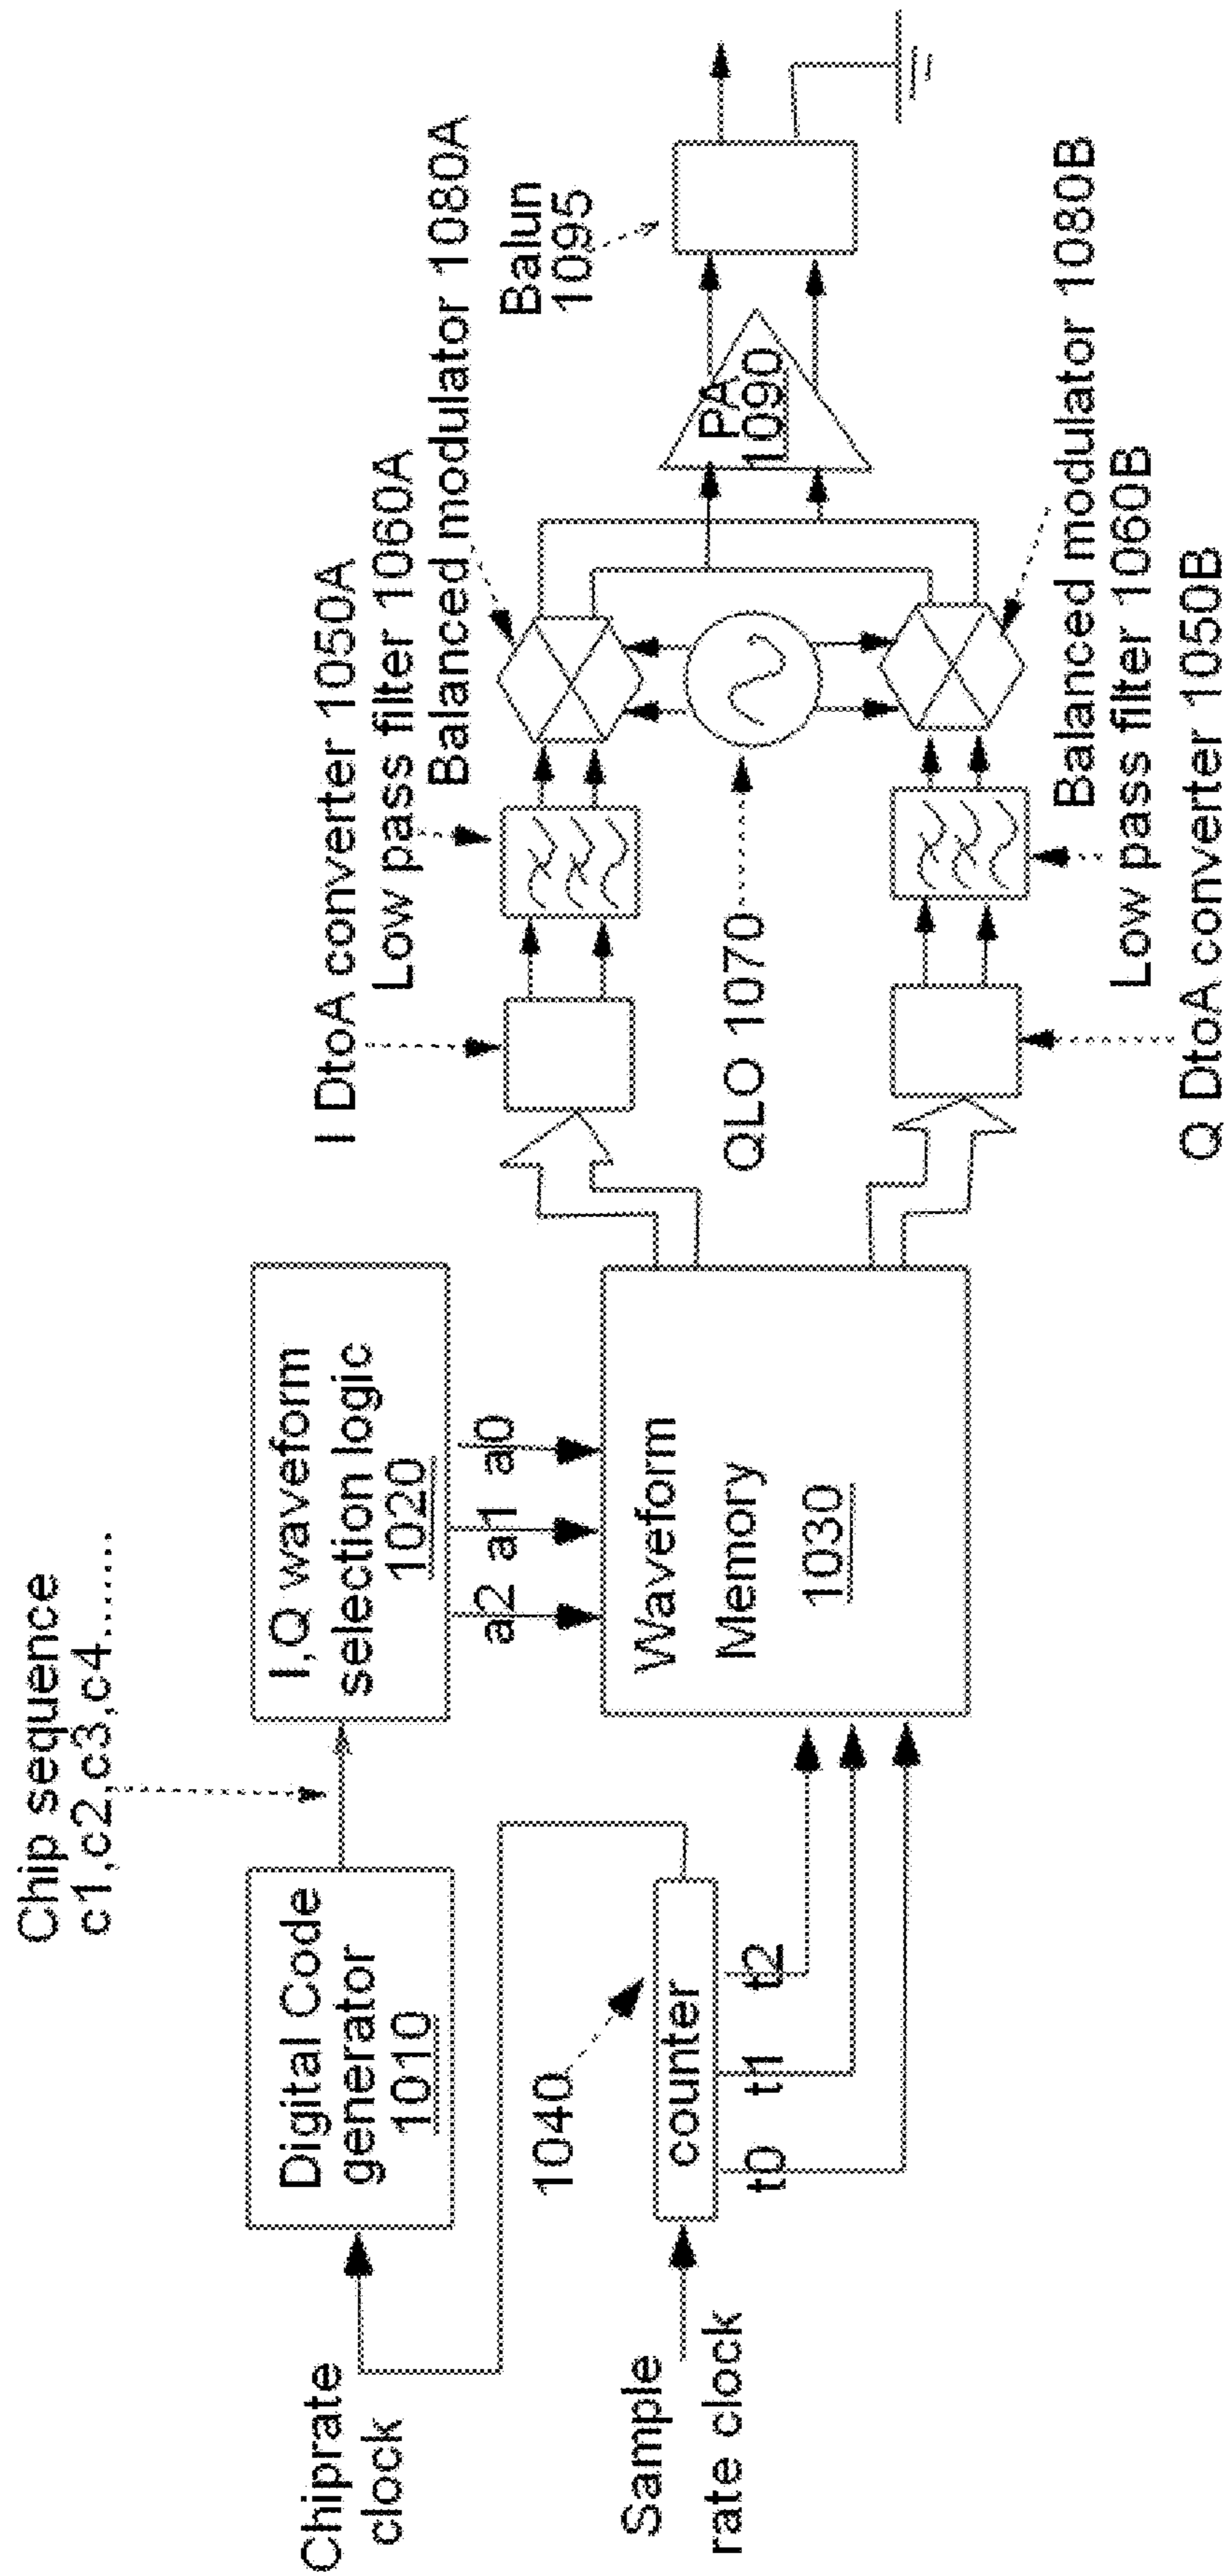 Chip sequence
c1,c2,c3,c4......
Digital Code
generator
1010
I,Q waveform
selection logic
1020
a2
a1
a0
Chiprate
clock
1040
counter
t0
t1
t2
Sample
rate clock
Waveform
Memory
1030
I DtoA converter 1050A
Low pass filter 1060A
Balanced modulator 1080A
Balun
1095
QLO 1070
PA
1090
Balanced modulator 1080B
Low pass filter 1060B
Q DtoA converter 1050B